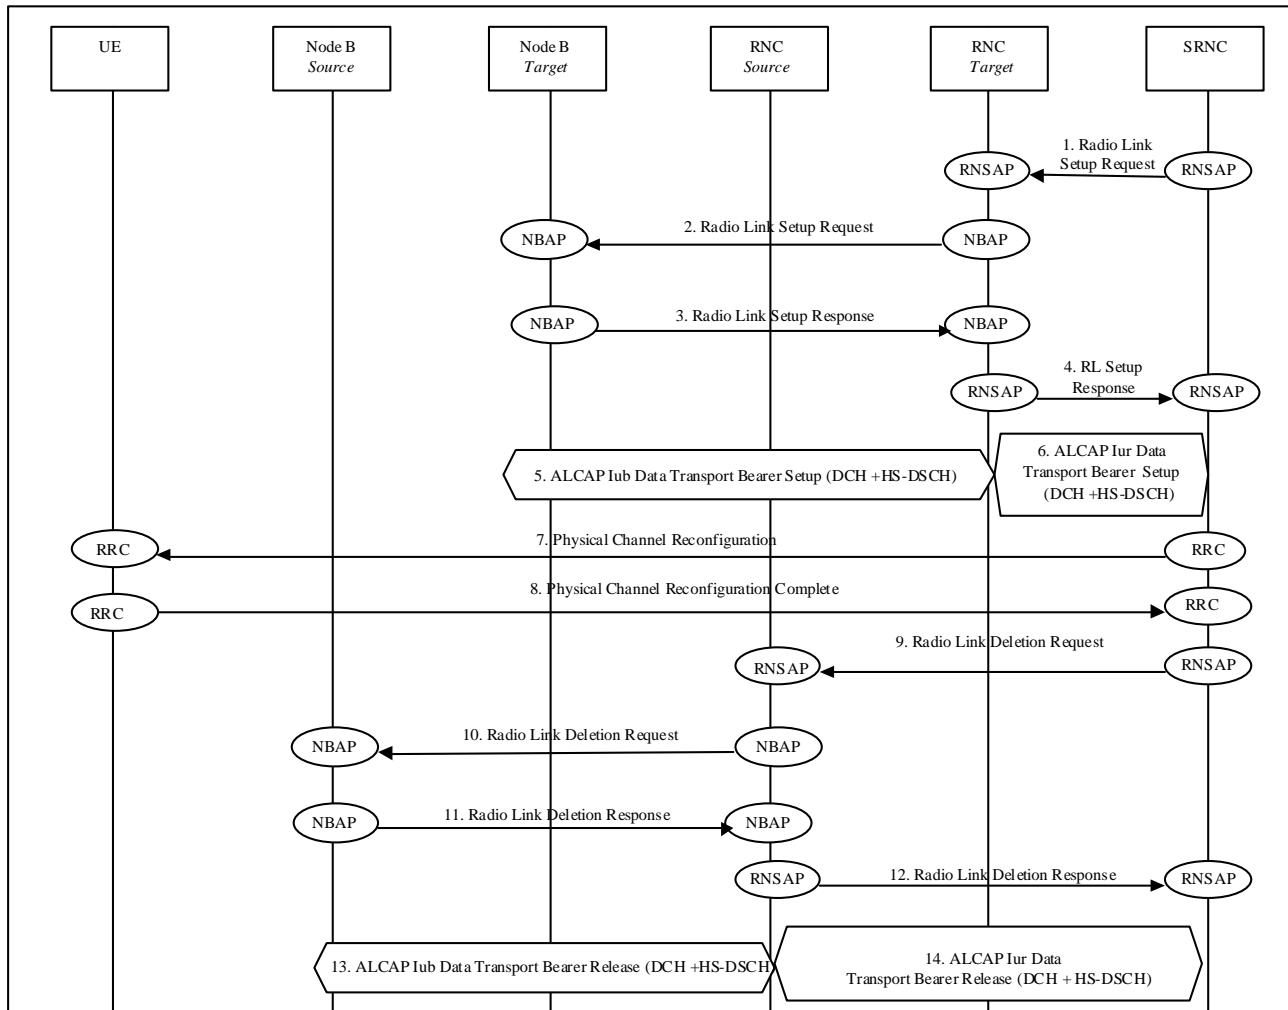 UE
Node B
Source
Node B
Target
RNC
Source
RNC
Target
SRNC
1. Radio Link
Setup Request
RNSAP
RNSAP
2. Radio Link Setup Request
NBAP
NBAP
3. Radio Link Setup Response
NBAP
NBAP
4. RL Setup
Response
RNSAP
RNSAP
5. ALCAP Iub Data Transport Bearer Setup (DCH +HS-DSCH)
6. ALCAP Iur Data
Transport Bearer Setup
(DCH +HS-DSCH)
7. Physical Channel Reconfiguration
RRC
RRC
8. Physical Channel Reconfiguration Complete
RRC
RRC
9. Radio Link Deletion Request
RNSAP
RNSAP
10. Radio Link Deletion Request
NBAP
NBAP
11. Radio Link Deletion Response
NBAP
NBAP
12. Radio Link Deletion Response
RNSAP
RNSAP
13. ALCAP Iub Data Transport Bearer Release (DCH +HS-DSCH)
14. ALCAP Iur Data
Transport Bearer Release (DCH + HS-DSCH)